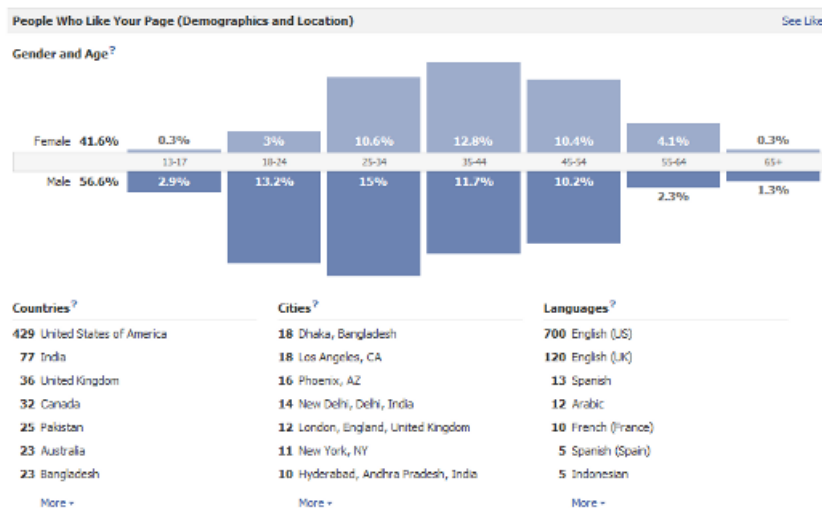 People Who Like Your Page (Demographics and Location) See Like
Gender and Age?
Female 41.6% 0.3% 3% 10.6% 12.8% 10.4% 4.1% 0.3%
13-17 18-24 25-34 35-44 45-54 55-64 65+
Male 56.6% 2.9% 13.2% 15% 11.7% 10.2% 2.3% 1.3%
Countries?
429 United States of America
77 India
36 United Kingdom
32 Canada
25 Pakistan
23 Australia
23 Bangladesh
More
Cities?
18 Dhaka, Bangladesh
18 Los Angeles, CA
16 Phoenix, AZ
14 New Delhi, Delhi, India
12 London, England, United Kingdom
11 New York, NY
10 Hyderabad, Andhra Pradesh, India
More
Languages?
700 English (US)
120 English (UK)
13 Spanish
12 Arabic
10 French (France)
5 Spanish (Spain)
5 Indonesian
More